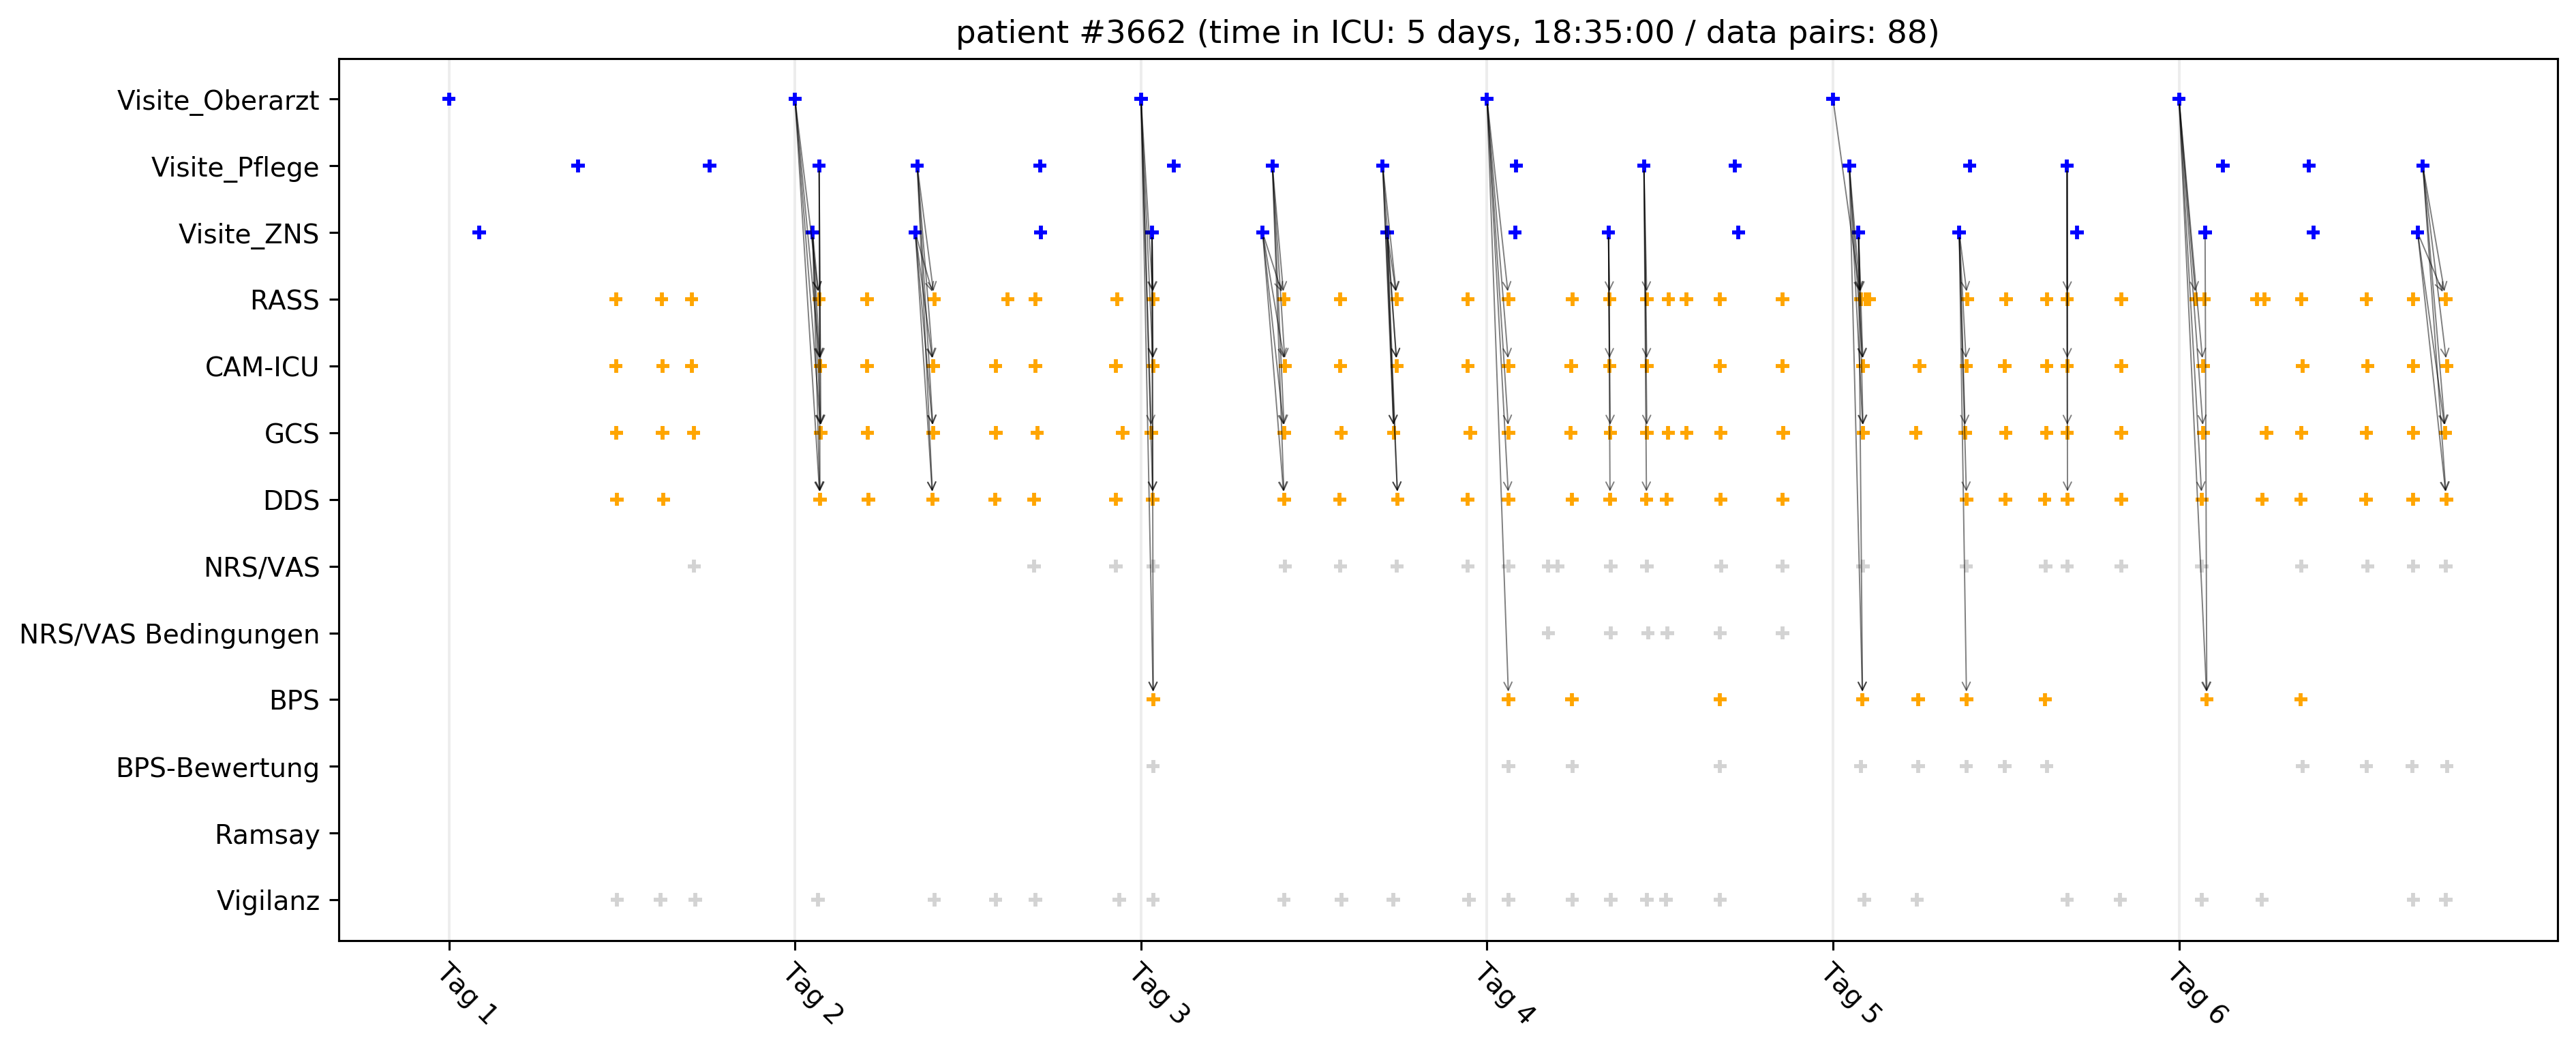 patient #3662 (time in ICU: 5 days, 18:35:00 / data pairs: 88)
Visite_Oberarzt
Visite_Pflege
Visite_ZNS
RASS
CAM-ICU
GCS
DDS
NRS/VAS
NRS/VAS Bedingungen
BPS
BPS-Bewertung
Ramsay
Vigilanz
Tag 1
Tag 2
Tag 3
Tag 4
Tag 5
Tag 6